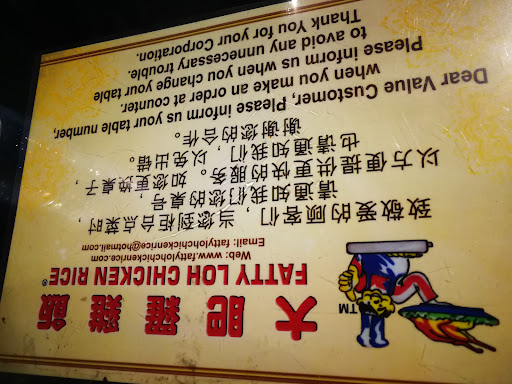 大肥羅雞飯
TM
FATTY LOH CHICKEN RICE®
Web: www.fattylohchickenrice.com
Email: fattylohchickenrice@hotmail.com
致敬爱的顾客们，当您到柜台点菜时，
请通知我们您的桌号，
以方便提供更快的服务。如您更换桌子，
也请通知我们，以免出错。
谢谢您的合作。
Dear Value Customer, Please inform us your table number,
when you make an order at counter.
Please inform us when you change your table
to avoid any unnecessary trouble.
Thank You for your Corporation.